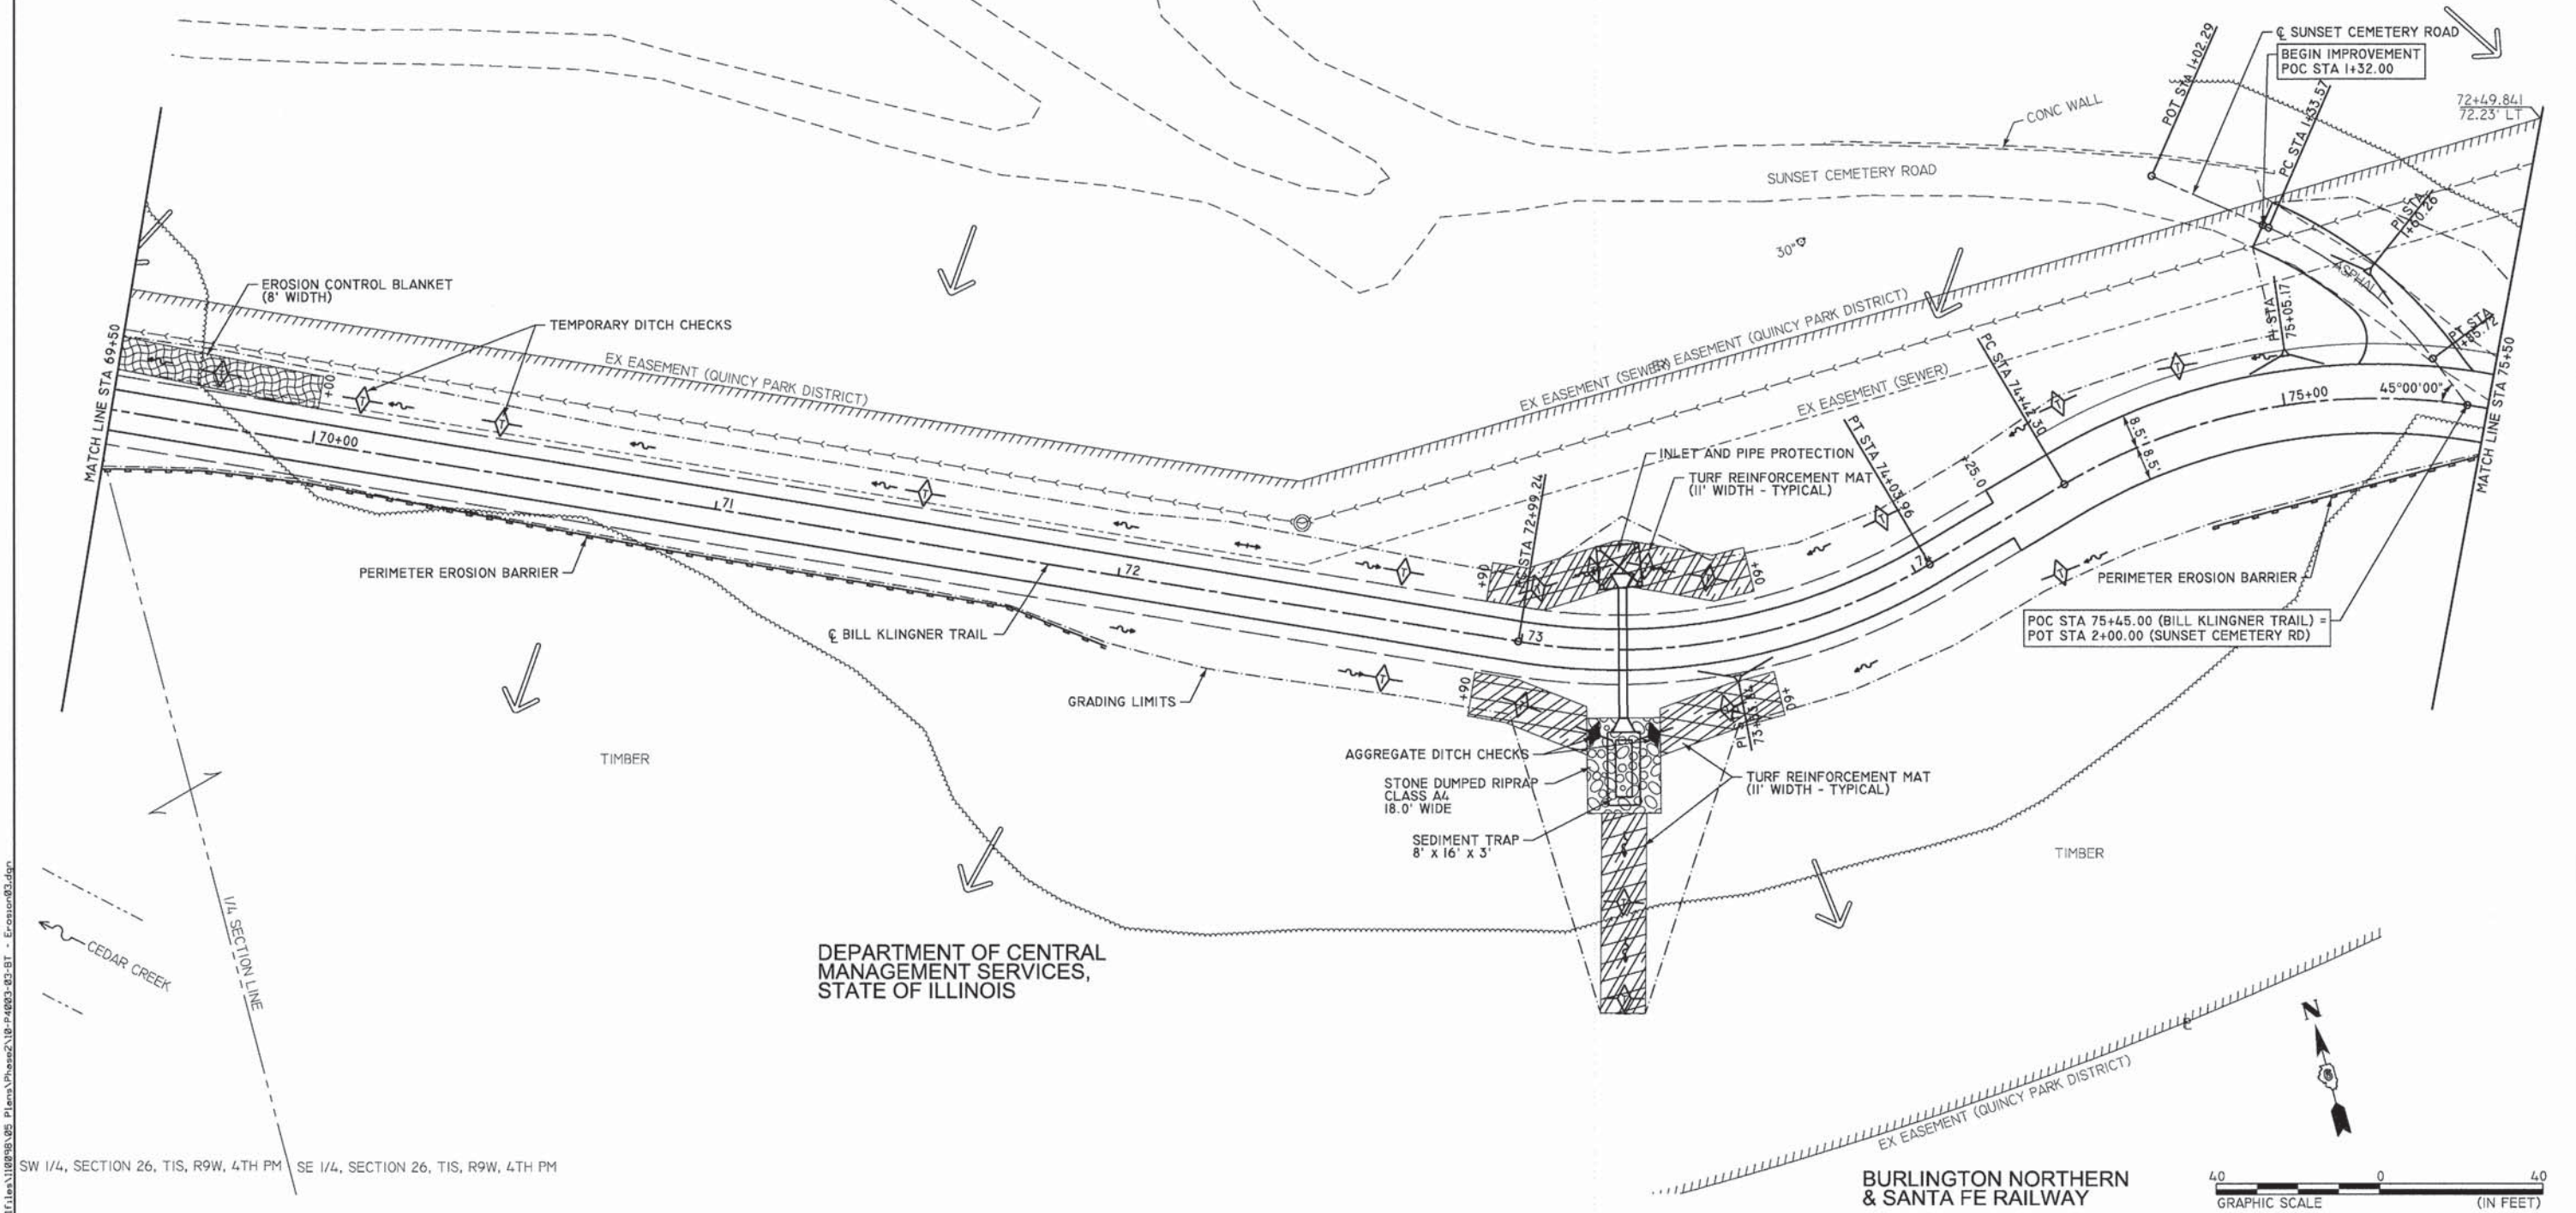 POT STA 1+02.29
℄ SUNSET CEMETERY ROAD
BEGIN IMPROVEMENT
POC STA 1+32.00
PC STA 1+33.57
72+49.841
72.23' LT
CONC WALL
SUNSET CEMETERY ROAD
PI STA
1+60.26
30"
ASPHALT
EROSION CONTROL BLANKET
(8' WIDTH)
TEMPORARY DITCH CHECKS
MATCH LINE STA 69+50
+00
EX EASEMENT (QUINCY PARK DISTRICT)
EX EASEMENT (SEWER)
EX EASEMENT (QUINCY PARK DISTRICT)
EX EASEMENT (SEWER)
PI STA
75+05.17
PT STA
1+85.72
PC STA 74+42.30
75+00
45°00'00"
MATCH LINE STA 75+50
8.5'
8.5'
70+00
71
72
73
INLET AND PIPE PROTECTION
TURF REINFORCEMENT MAT
(11' WIDTH - TYPICAL)
PT STA 74+03.96
+25.0
STA 72+99.24
+90
+60
PERIMETER EROSION BARRIER
℄ BILL KLINGNER TRAIL
GRADING LIMITS
PERIMETER EROSION BARRIER
POC STA 75+45.00 (BILL KLINGNER TRAIL) =
POT STA 2+00.00 (SUNSET CEMETERY RD)
+90
+60
TIMBER
AGGREGATE DITCH CHECKS
STONE DUMPED RIPRAP
CLASS A4
18.0' WIDE
SEDIMENT TRAP
8' X 16' X 3'
TURF REINFORCEMENT MAT
(11' WIDTH - TYPICAL)
TIMBER
CEDAR CREEK
1/4 SECTION LINE
DEPARTMENT OF CENTRAL
MANAGEMENT SERVICES,
STATE OF ILLINOIS
N
EX EASEMENT (QUINCY PARK DISTRICT)
SW 1/4, SECTION 26, T1S, R9W, 4TH PM
SE 1/4, SECTION 26, T1S, R9W, 4TH PM
BURLINGTON NORTHERN
& SANTA FE RAILWAY
40 0 40
GRAPHIC SCALE (IN FEET)